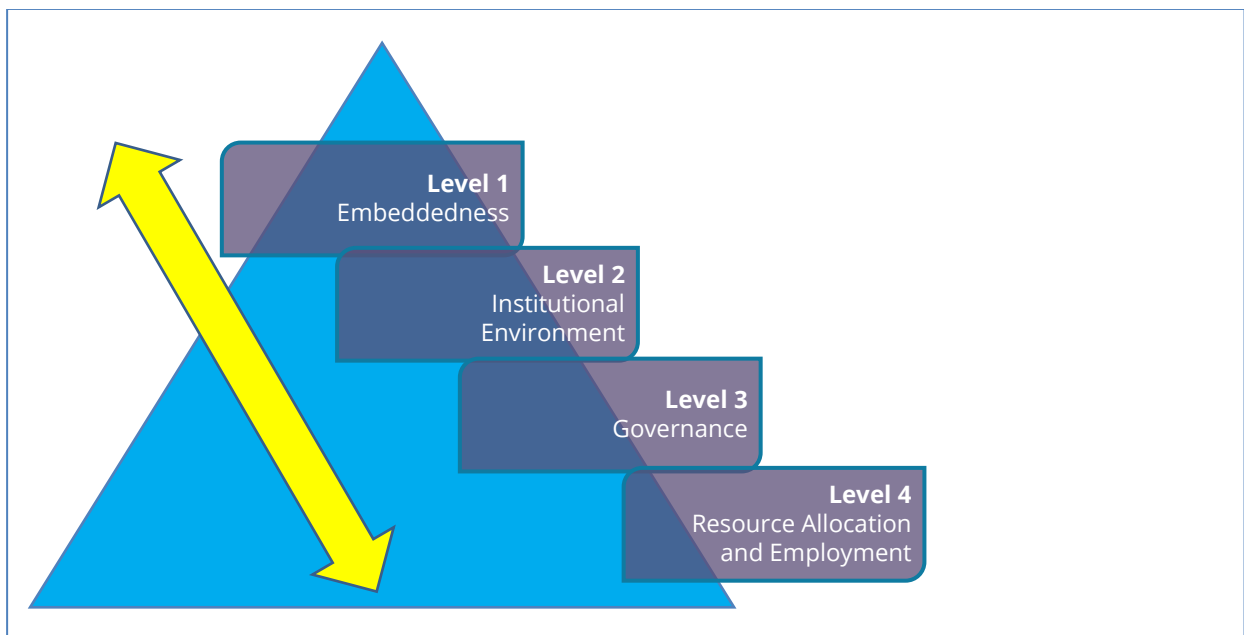 Level 1
Embeddedness
Level 2
Institutional
Environment
Level 3
Governance
Level 4
Resource Allocation
and Employment